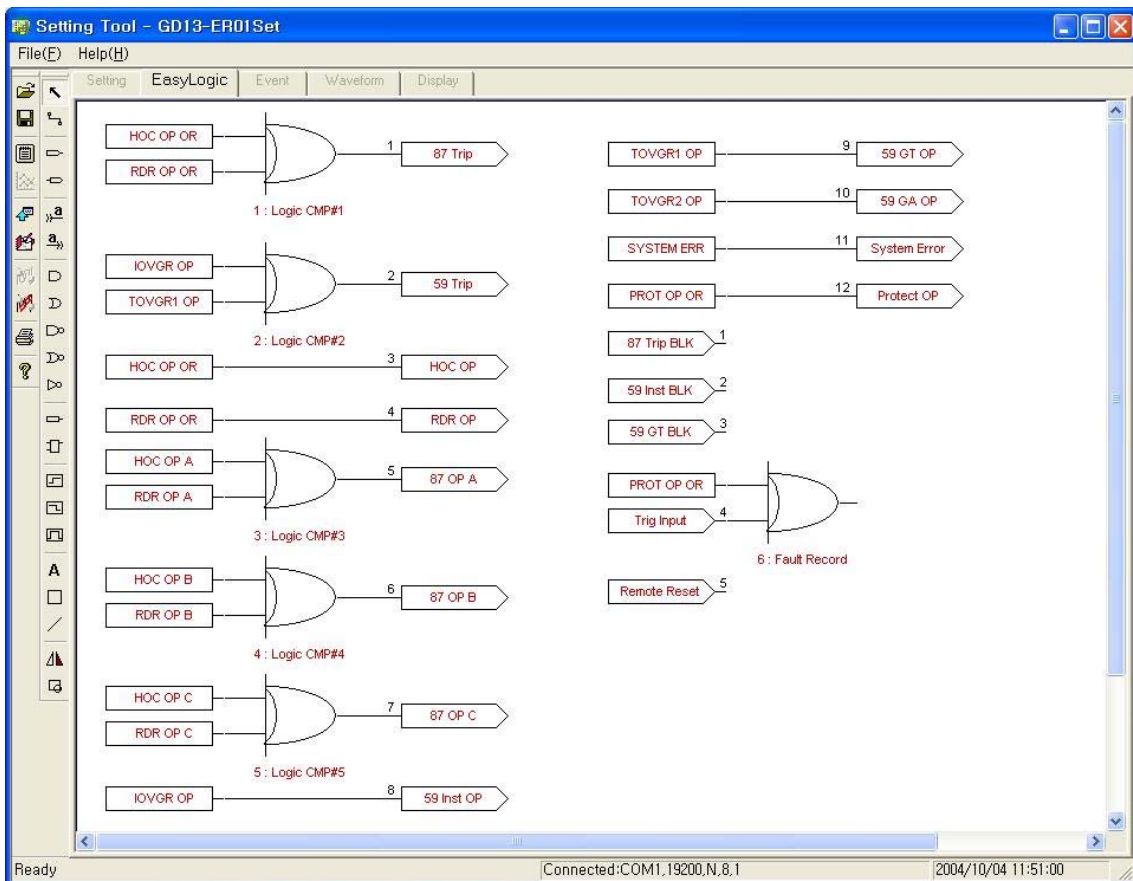 Setting Tool - GD13-ER01Set
File(F) Help(H)
Setting EasyLogic Event Waveform Display
HOC OP OR
RDR OP OR
1
87 Trip
1 : Logic CMP#1
IOVGR OP
TOVGR1 OP
2
59 Trip
2 : Logic CMP#2
HOC OP OR
3
HOC OP
RDR OP OR
4
RDR OP
HOC OP A
RDR OP A
5
87 OP A
3 : Logic CMP#3
HOC OP B
RDR OP B
6
87 OP B
4 : Logic CMP#4
HOC OP C
RDR OP C
7
87 OP C
5 : Logic CMP#5
IOVGR OP
8
59 Inst OP
TOVGR1 OP
9
59 GT OP
TOVGR2 OP
10
59 GA OP
SYSTEM ERR
11
System Error
PROT OP OR
12
Protect OP
87 Trip BLK
1
59 Inst BLK
2
59 GT BLK
3
PROT OP OR
Trig Input
4
6 : Fault Record
Remote Reset
5
a
a
A
Ready
Connected:COM1,19200,N,8,1
2004/10/04 11:51:00